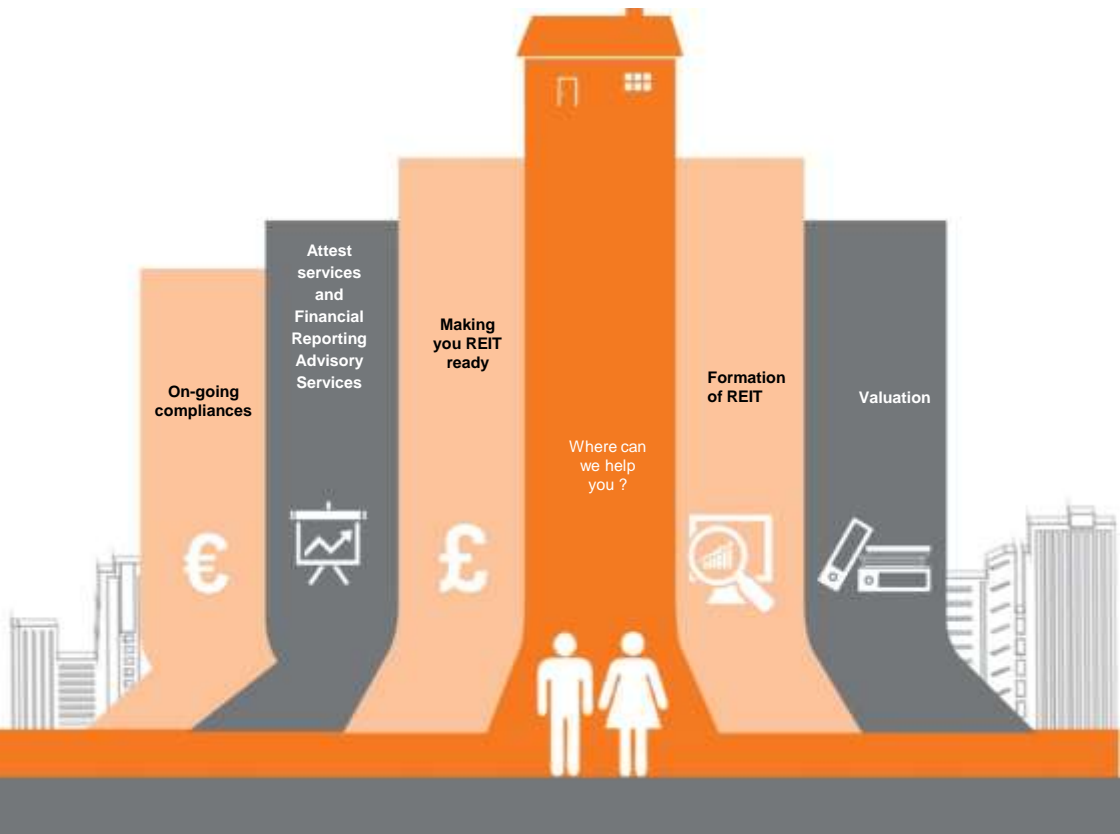 On-going
compliances
Attest
services
and
Financial
Reporting
Advisory
Services
Making
you REIT
ready
Where can
we help
you ?
Formation
of REIT
Valuation
€
£